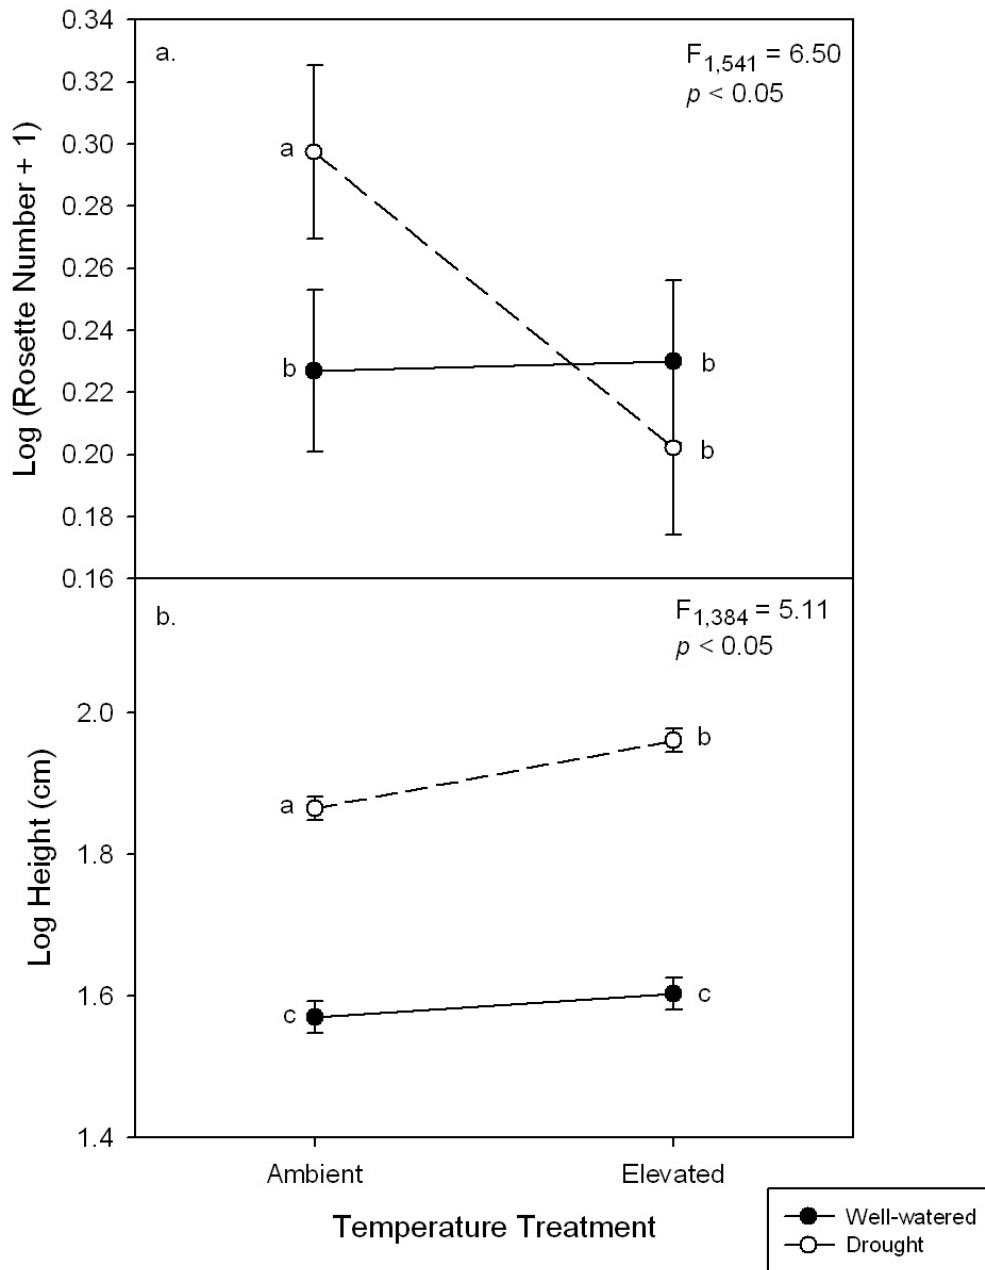 a.
F1,541 = 6.50
p < 0.05
Log (Rosette Number + 1)
0.34
0.32
0.30
0.28
0.26
0.24
0.22
0.20
0.18
0.16
a
b
b
b
b.
F1,384 = 5.11
p < 0.05
Log Height (cm)
2.0
1.8
1.6
1.4
a
b
c
c
Ambient
Elevated
Temperature Treatment
Well-watered
Drought